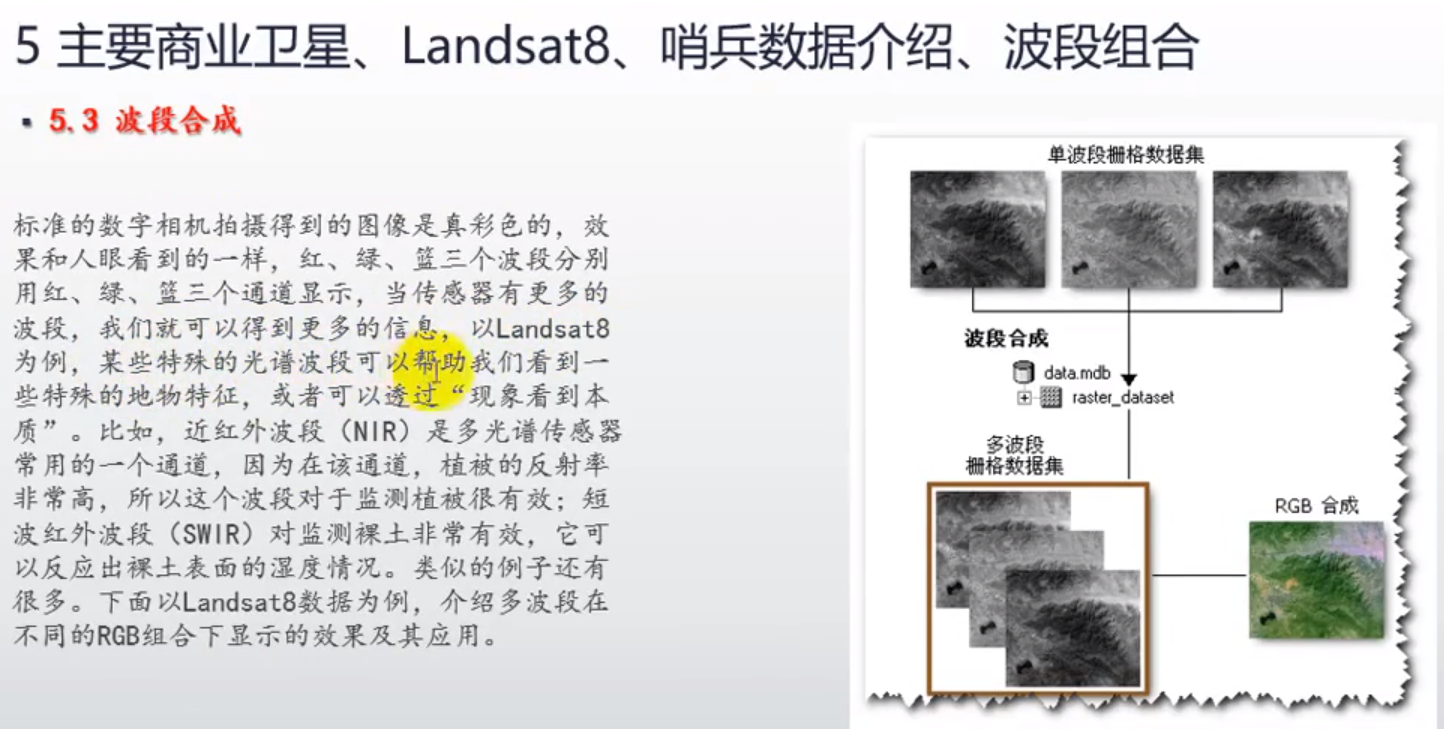 5 主要商业卫星、Landsat8、哨兵数据介绍、波段组合
▪ 5.3 波段合成
标准的数字相机拍摄得到的图像是真彩色的，效
果和人眼看到的一样，红、绿、篮三个波段分别
用红、绿、篮三个通道显示，当传感器有更多的
波段，我们就可以得到更多的信息，以Landsat8
为例，某些特殊的光谱波段可以帮助我们看到一
些特殊的地物特征，或者可以透过“现象看到本
质”。比如，近红外波段（NIR）是多光谱传感器
常用的一个通道，因为在该通道，植被的反射率
非常高，所以这个波段对于监测植被很有效；短
波红外波段（SWIR）对监测裸土非常有效，它可
以反应出裸土表面的湿度情况。类似的例子还有
很多。下面以Landsat8数据为例，介绍多波段在
不同的RGB组合下显示的效果及其应用。
单波段栅格数据集
波段合成
data.mdb
raster_dataset
多波段
栅格数据集
RGB 合成